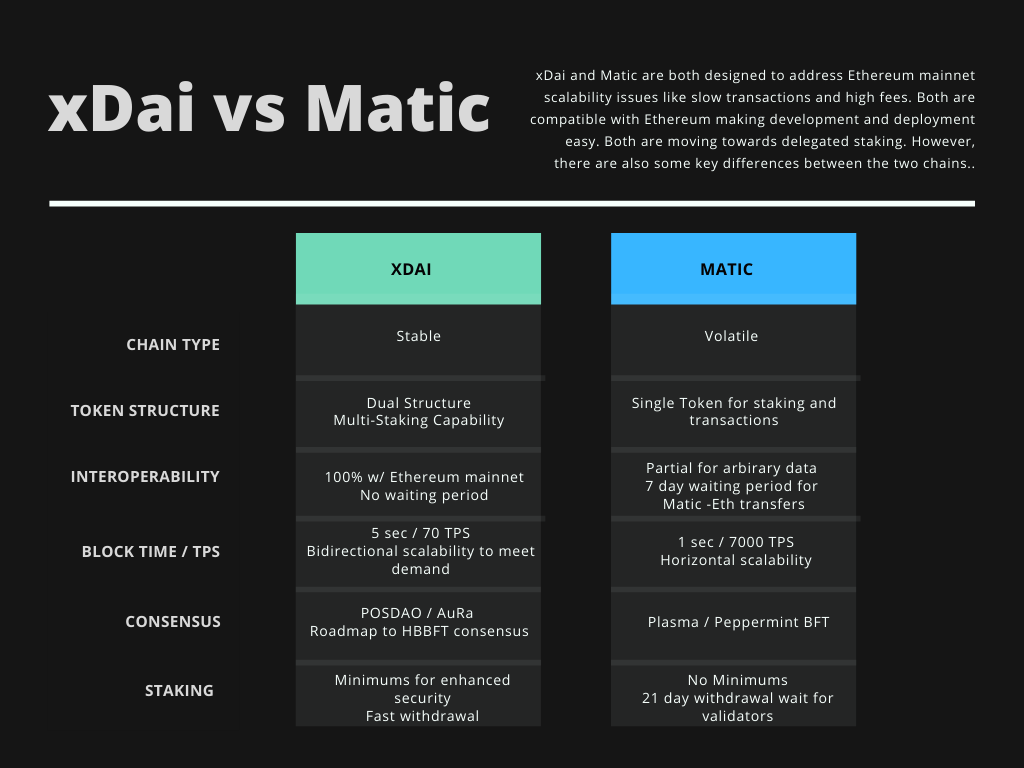 xDai vs Matic
xDai and Matic are both designed to address Ethereum mainnet
scalability issues like slow transactions and high fees. Both are
compatible with Ethereum making development and deployment
easy. Both are moving towards delegated staking. However,
there are also some key differences between the two chains..
XDAI
MATIC
CHAIN TYPE
Stable
Volatile
TOKEN STRUCTURE
Dual Structure
Multi-Staking Capability
Single Token for staking and
transactions
INTEROPERABILITY
100% w/ Ethereum mainnet
No waiting period
Partial for arbirary data
7 day waiting period for
Matic -Eth transfers
BLOCK TIME / TPS
5 sec / 70 TPS
Bidirectional scalability to meet
demand
1 sec / 7000 TPS
Horizontal scalability
CONSENSUS
POSDAO / AuRa
Roadmap to HBBFT consensus
Plasma / Peppermint BFT
STAKING
Minimums for enhanced
security
Fast withdrawal
No Minimums
21 day withdrawal wait for
validators